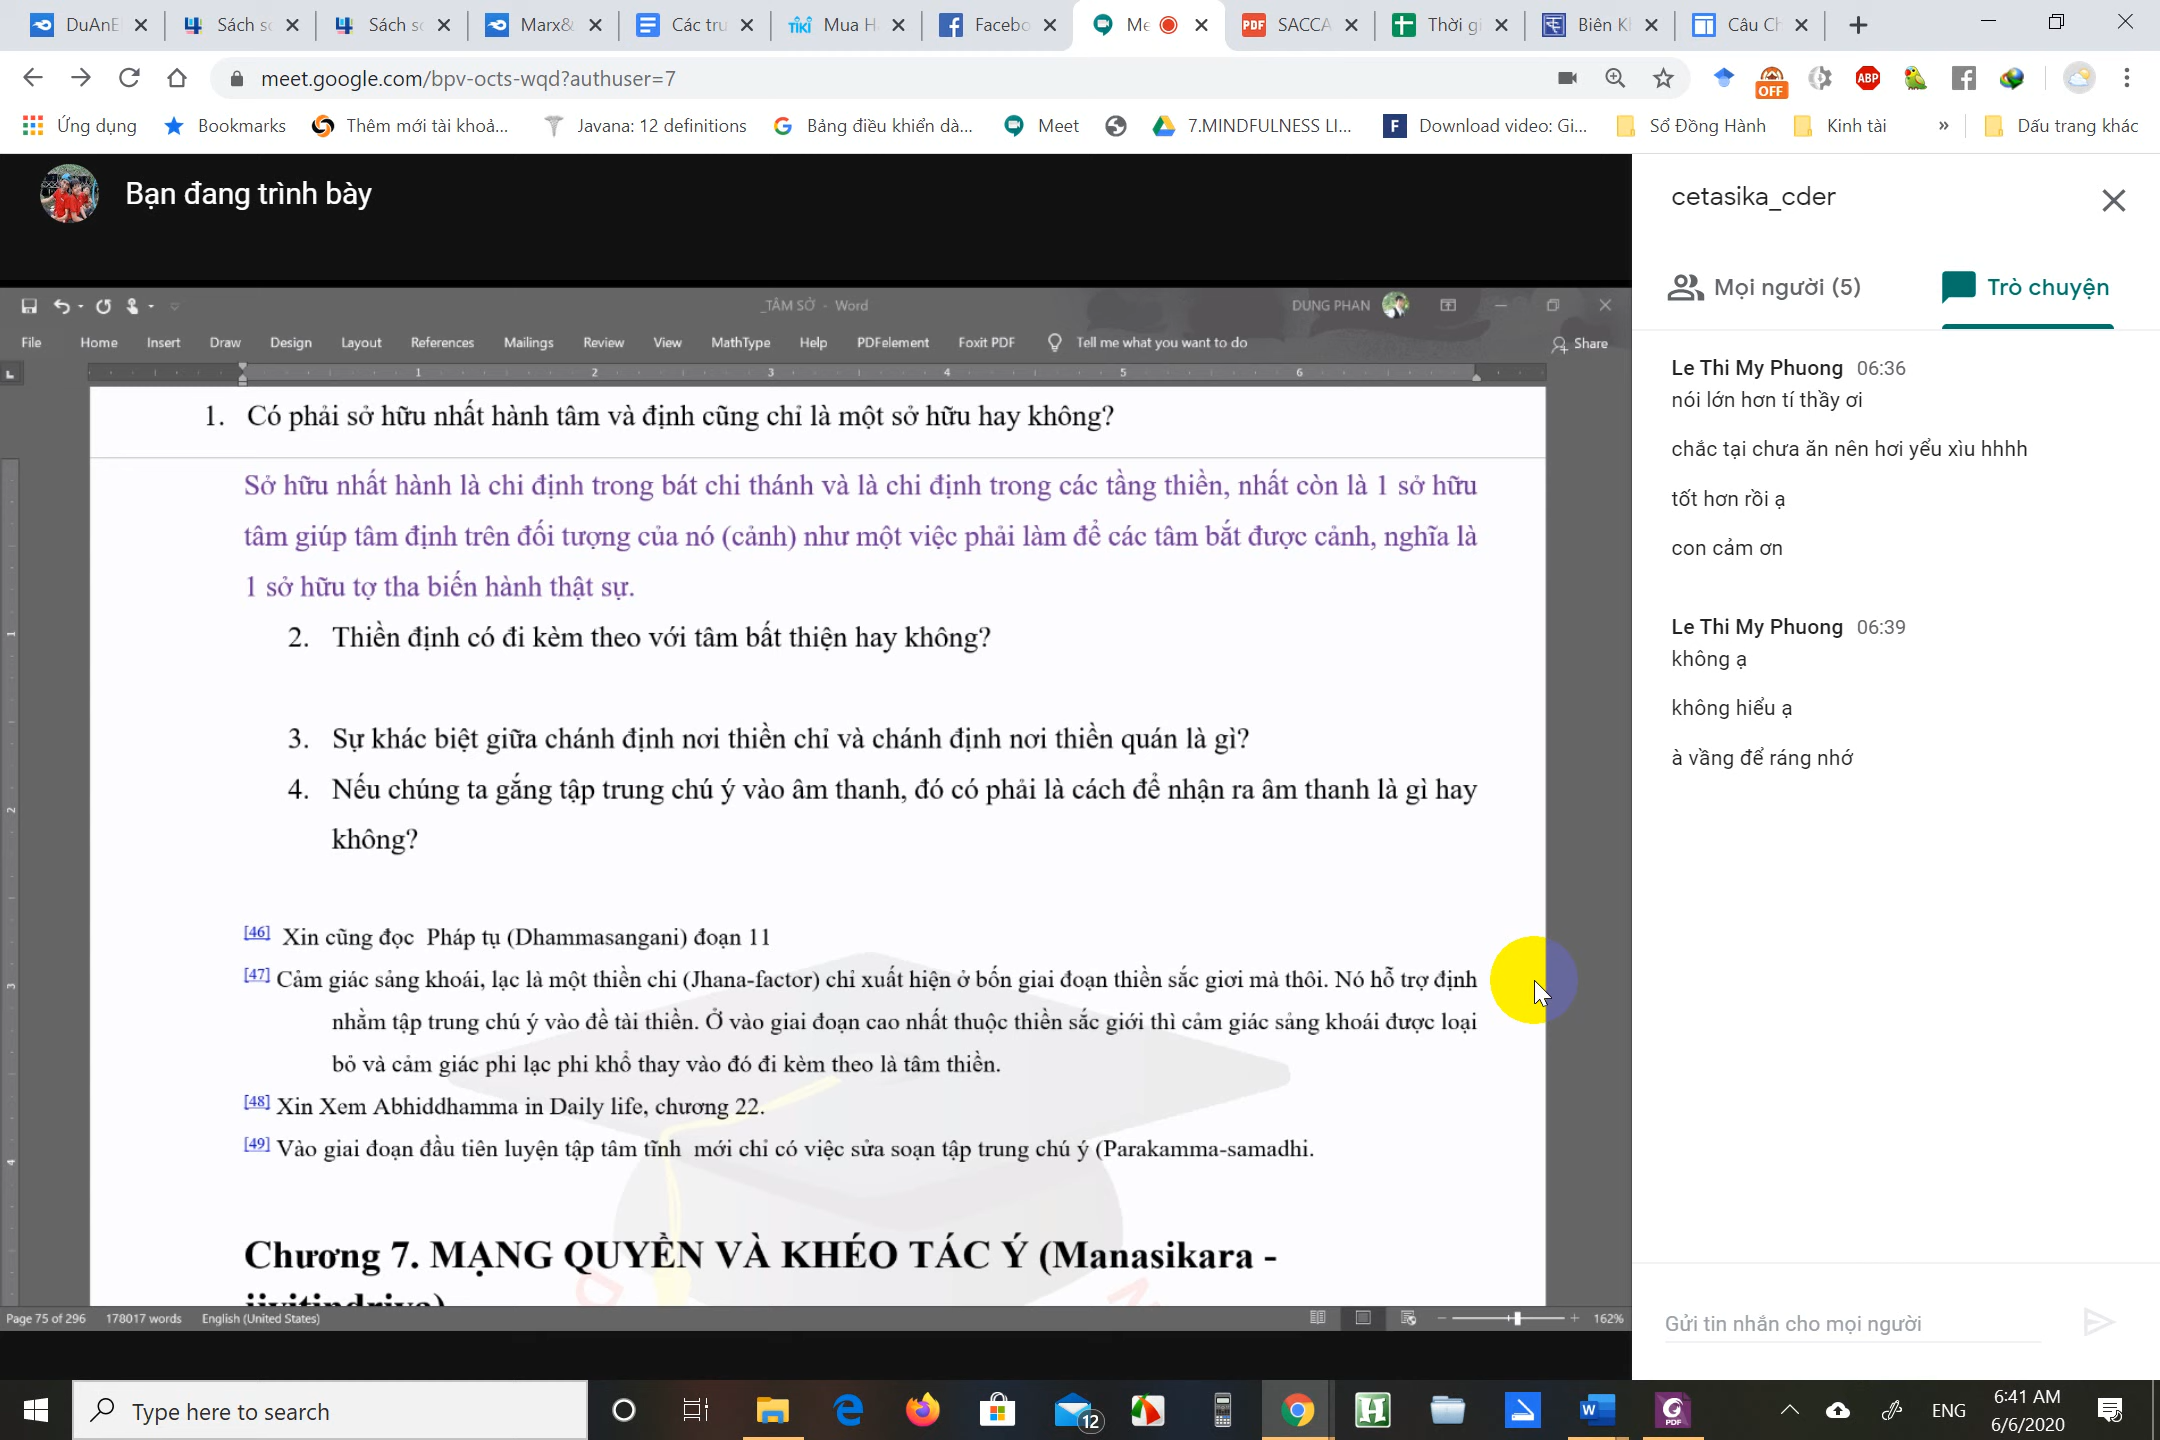 DuAnE
Sách sc
Sách sc
Marx&
Các tru
TIKI Mua H
Facebo
Me
PDF SACCA
Thời gi
Biên Kl
Câu Ch
meet.google.com/bpv-octs-wqd?authuser=7
OFF
ABP
Ứng dụng
Bookmarks
Thêm mới tài khoả...
Javana: 12 definitions
Bảng điều khiển dà...
Meet
7.MINDFULNESS LI...
F Download video: Gi...
Sổ Đồng Hành
Kinh tài
»
Dấu trang khác
Bạn đang trình bày
_TÂM SỞ - Word
DUNG PHAN
File Home Insert Draw Design Layout References Mailings Review View MathType Help PDFelement Foxit PDF Tell me what you want to do Share
1 2 3 4 5 6
1. Có phải sở hữu nhất hành tâm và định cũng chỉ là một sở hữu hay không?
Sở hữu nhất hành là chi định trong bát chi thánh và là chi định trong các tầng thiền, nhất còn là 1 sở hữu
tâm giúp tâm định trên đối tượng của nó (cảnh) như một việc phải làm để các tâm bắt được cảnh, nghĩa là
1 sở hữu tợ tha biến hành thật sự.
2. Thiền định có đi kèm theo với tâm bất thiện hay không?
3. Sự khác biệt giữa chánh định nơi thiền chỉ và chánh định nơi thiền quán là gì?
4. Nếu chúng ta gắng tập trung chú ý vào âm thanh, đó có phải là cách để nhận ra âm thanh là gì hay
không?
[46] Xin cũng đọc Pháp tụ (Dhammasangani) đoạn 11
[47] Cảm giác sảng khoái, lạc là một thiền chi (Jhana-factor) chỉ xuất hiện ở bốn giai đoạn thiền sắc giơi mà thôi. Nó hỗ trợ định
nhằm tập trung chú ý vào đề tài thiền. Ở vào giai đoạn cao nhất thuộc thiền sắc giới thì cảm giác sảng khoái được loại
bỏ và cảm giác phi lạc phi khổ thay vào đó đi kèm theo là tâm thiền.
[48] Xin Xem Abhiddhamma in Daily life, chương 22.
[49] Vào giai đoạn đầu tiên luyện tập tâm tĩnh mới chỉ có việc sửa soạn tập trung chú ý (Parakamma-samadhi.
Chương 7. MẠNG QUYỀN VÀ KHÉO TÁC Ý (Manasikara -
jivitindriya)
Page 75 of 296 178017 words English (United States) 162%
cetasika_cder
Mọi người (5)
Trò chuyện
Le Thi My Phuong 06:36
nói lớn hơn tí thầy ơi
chắc tại chưa ăn nên hơi yểu xìu hhhh
tốt hơn rồi ạ
con cảm ơn
Le Thi My Phuong 06:39
không ạ
không hiểu ạ
à vầng để ráng nhớ
Gửi tin nhắn cho mọi người
Type here to search
12
ENG
6:41 AM
6/6/2020